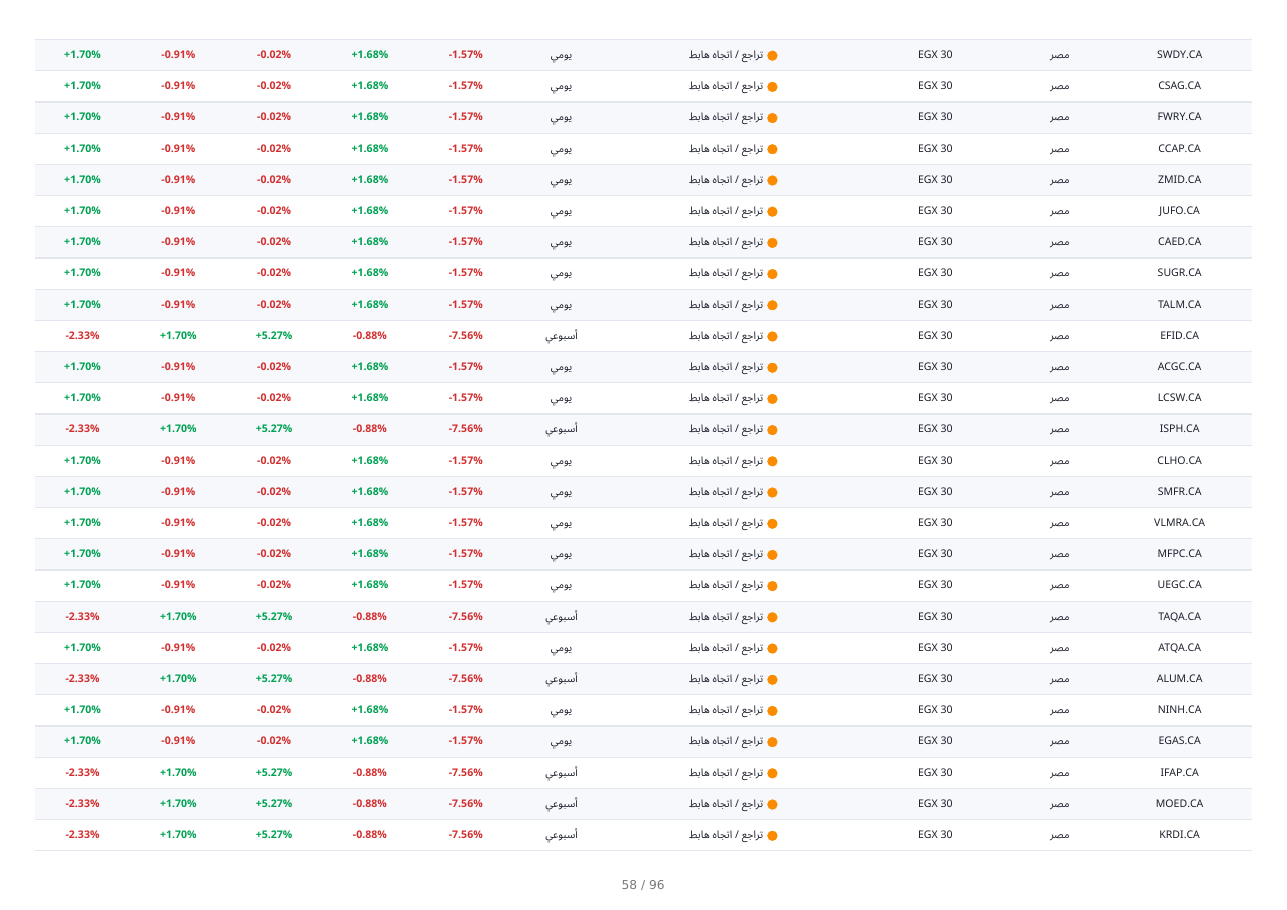 SWDY.CA مصر EGX 30 تراجع / اتجاه هابط يومي -1.57% +1.68% -0.02% -0.91% +1.70%
CSAG.CA مصر EGX 30 تراجع / اتجاه هابط يومي -1.57% +1.68% -0.02% -0.91% +1.70%
FWRY.CA مصر EGX 30 تراجع / اتجاه هابط يومي -1.57% +1.68% -0.02% -0.91% +1.70%
CCAP.CA مصر EGX 30 تراجع / اتجاه هابط يومي -1.57% +1.68% -0.02% -0.91% +1.70%
ZMID.CA مصر EGX 30 تراجع / اتجاه هابط يومي -1.57% +1.68% -0.02% -0.91% +1.70%
JUFO.CA مصر EGX 30 تراجع / اتجاه هابط يومي -1.57% +1.68% -0.02% -0.91% +1.70%
CAED.CA مصر EGX 30 تراجع / اتجاه هابط يومي -1.57% +1.68% -0.02% -0.91% +1.70%
SUGR.CA مصر EGX 30 تراجع / اتجاه هابط يومي -1.57% +1.68% -0.02% -0.91% +1.70%
TALM.CA مصر EGX 30 تراجع / اتجاه هابط يومي -1.57% +1.68% -0.02% -0.91% +1.70%
EFID.CA مصر EGX 30 تراجع / اتجاه هابط أسبوعي -7.56% -0.88% +5.27% +1.70% -2.33%
ACGC.CA مصر EGX 30 تراجع / اتجاه هابط يومي -1.57% +1.68% -0.02% -0.91% +1.70%
LCSW.CA مصر EGX 30 تراجع / اتجاه هابط يومي -1.57% +1.68% -0.02% -0.91% +1.70%
ISPH.CA مصر EGX 30 تراجع / اتجاه هابط أسبوعي -7.56% -0.88% +5.27% +1.70% -2.33%
CLHO.CA مصر EGX 30 تراجع / اتجاه هابط يومي -1.57% +1.68% -0.02% -0.91% +1.70%
SMFR.CA مصر EGX 30 تراجع / اتجاه هابط يومي -1.57% +1.68% -0.02% -0.91% +1.70%
VLMRA.CA مصر EGX 30 تراجع / اتجاه هابط يومي -1.57% +1.68% -0.02% -0.91% +1.70%
MFPC.CA مصر EGX 30 تراجع / اتجاه هابط يومي -1.57% +1.68% -0.02% -0.91% +1.70%
UEGC.CA مصر EGX 30 تراجع / اتجاه هابط يومي -1.57% +1.68% -0.02% -0.91% +1.70%
TAQA.CA مصر EGX 30 تراجع / اتجاه هابط أسبوعي -7.56% -0.88% +5.27% +1.70% -2.33%
ATQA.CA مصر EGX 30 تراجع / اتجاه هابط يومي -1.57% +1.68% -0.02% -0.91% +1.70%
ALUM.CA مصر EGX 30 تراجع / اتجاه هابط أسبوعي -7.56% -0.88% +5.27% +1.70% -2.33%
NINH.CA مصر EGX 30 تراجع / اتجاه هابط يومي -1.57% +1.68% -0.02% -0.91% +1.70%
EGAS.CA مصر EGX 30 تراجع / اتجاه هابط يومي -1.57% +1.68% -0.02% -0.91% +1.70%
IFAP.CA مصر EGX 30 تراجع / اتجاه هابط أسبوعي -7.56% -0.88% +5.27% +1.70% -2.33%
MOED.CA مصر EGX 30 تراجع / اتجاه هابط أسبوعي -7.56% -0.88% +5.27% +1.70% -2.33%
KRDI.CA مصر EGX 30 تراجع / اتجاه هابط أسبوعي -7.56% -0.88% +5.27% +1.70% -2.33%
58 / 96